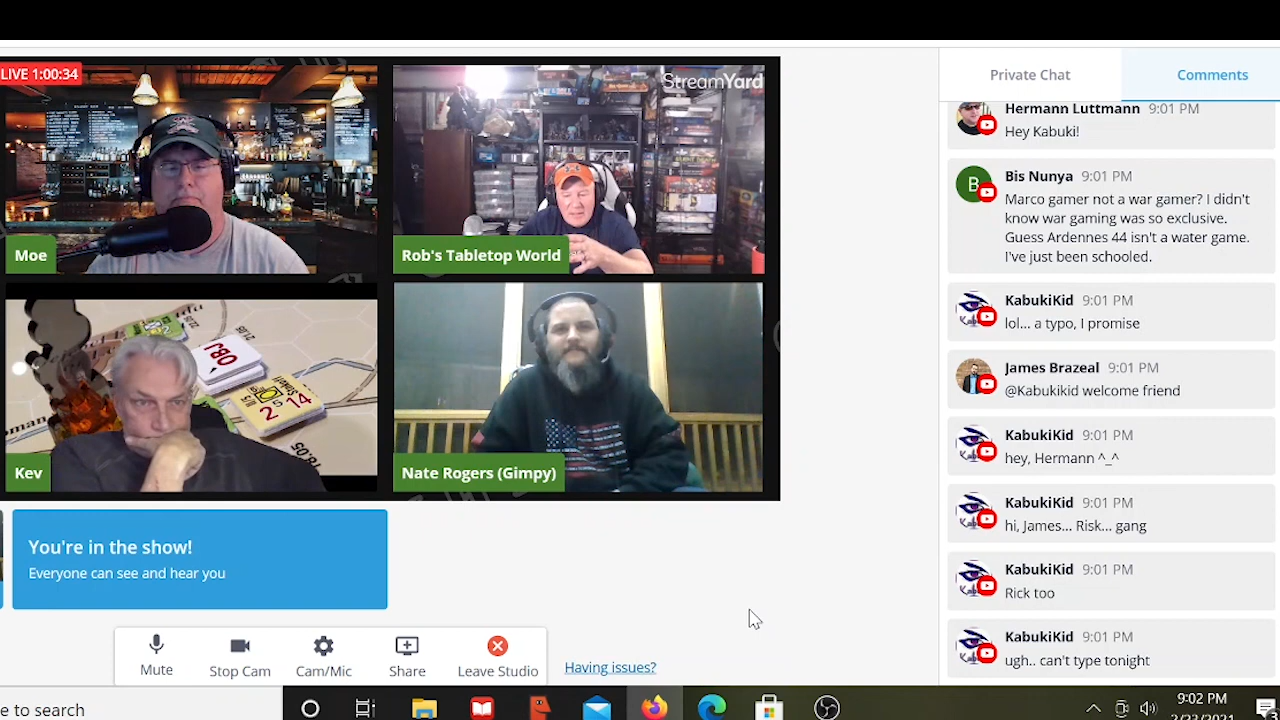 LIVE 1:00:34
StreamYard
Moe
Rob's Tabletop World
OBJ
2 14
Kev
Nate Rogers (Gimpy)
You're in the show!
Everyone can see and hear you
Mute
Stop Cam
Cam/Mic
Share
Leave Studio
Having issues?
Private Chat
Comments
Hermann Luttmann 9:01 PM
Hey Kabuki!
B
Bis Nunya 9:01 PM
Marco gamer not a war gamer? I didn't
know war gaming was so exclusive.
Guess Ardennes 44 isn't a water game.
I've just been schooled.
KabukiKid 9:01 PM
lol... a typo, I promise
James Brazeal 9:01 PM
@Kabukikid welcome friend
KabukiKid 9:01 PM
hey, Hermann ^_^
KabukiKid 9:01 PM
hi, James... Risk... gang
KabukiKid 9:01 PM
Rick too
KabukiKid 9:01 PM
ugh.. can't type tonight
e to search
9:02 PM
2/23/2021